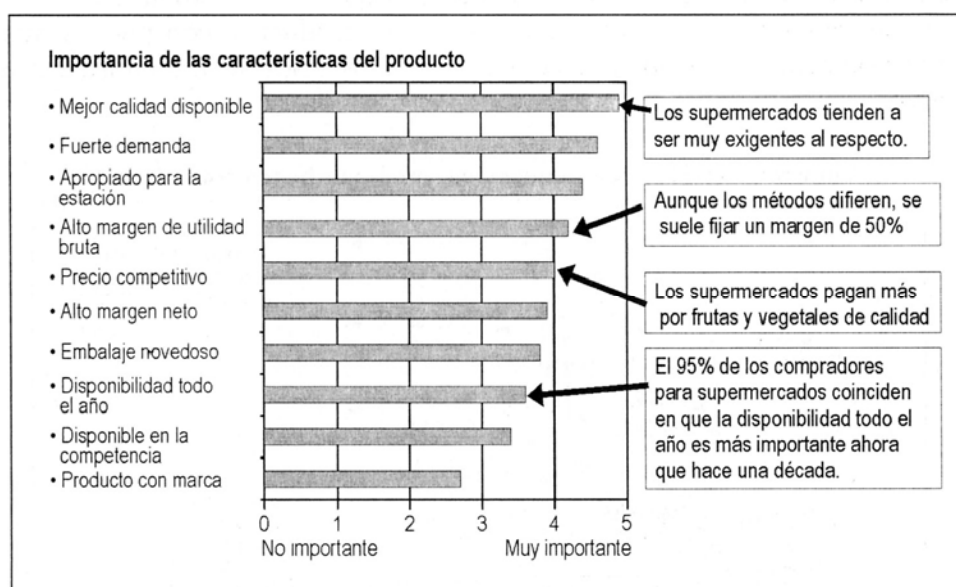 Importancia de las características del producto
• Mejor calidad disponible
• Fuerte demanda
• Apropiado para la
estación
• Alto margen de utilidad
bruta
• Precio competitivo
• Alto margen neto
• Embalaje novedoso
• Disponibilidad todo
el año
• Disponible en la
competencia
• Producto con marca
0 1 2 3 4 5
No importante Muy importante
Los supermercados tienden a
ser muy exigentes al respecto.
Aunque los métodos difieren, se
suele fijar un margen de 50%
Los supermercados pagan más
por frutas y vegetales de calidad
El 95% de los compradores
para supermercados coinciden
en que la disponibilidad todo el
año es más importante ahora
que hace una década.